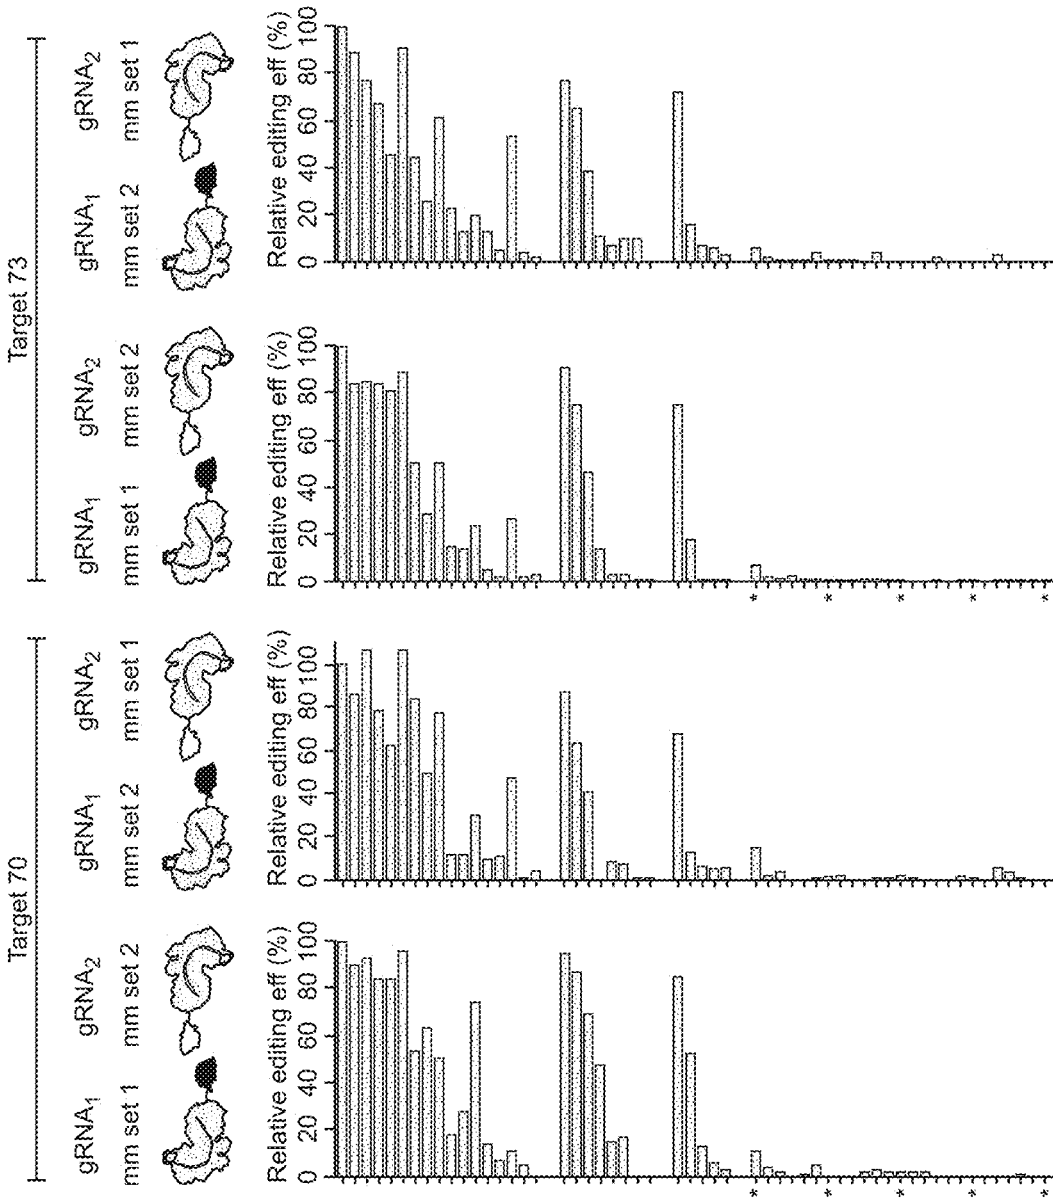 Target 70
Target 73
gRNA1 gRNA2 gRNA1 gRNA2 gRNA1 gRNA2 gRNA1 gRNA2
mm set 1 mm set 2 mm set 2 mm set 1 mm set 1 mm set 2 mm set 2 mm set 1
Relative editing eff (%)
0 20 40 60 80 100
Relative editing eff (%)
0 20 40 60 80 100
Relative editing eff (%)
0 20 40 60 80 100
Relative editing eff (%)
0 20 40 60 80 100
* * * * *
* * * * *